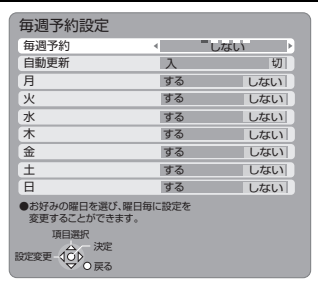 毎週予約設定
毎週予約 しない
自動更新 入 切
月 する しない
火 する しない
水 する しない
木 する しない
金 する しない
土 する しない
日 する しない
●お好みの曜日を選び、曜日毎に設定を
変更することができます。
項目選択
決定
設定変更
戻る